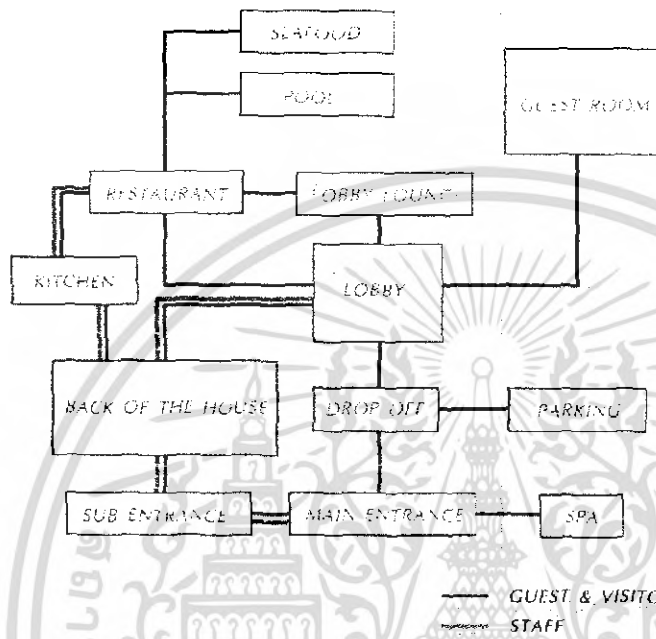 SEAFOOD
POOL
GUEST ROOM
RESTAURANT
LOBBY LOUNG
KITCHEN
LOBBY
BACK OF THE HOUSE
DROP OFF
PARKING
SUB ENTRANCE
MAIN ENTRANCE
SPA
GUEST & VISITO
STAFF